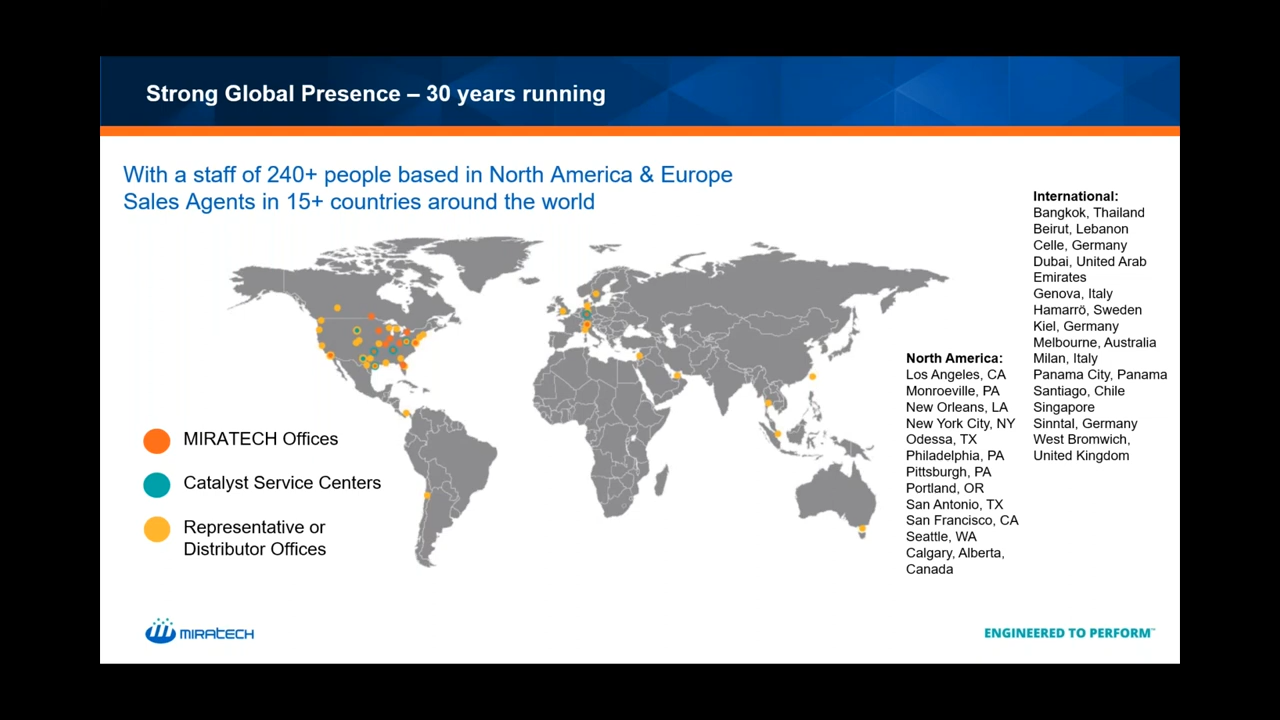 Strong Global Presence – 30 years running
With a staff of 240+ people based in North America & Europe
Sales Agents in 15+ countries around the world
MIRATECH Offices
Catalyst Service Centers
Representative or
Distributor Offices
North America:
Los Angeles, CA
Monroeville, PA
New Orleans, LA
New York City, NY
Odessa, TX
Philadelphia, PA
Pittsburgh, PA
Portland, OR
San Antonio, TX
San Francisco, CA
Seattle, WA
Calgary, Alberta,
Canada
International:
Bangkok, Thailand
Beirut, Lebanon
Celle, Germany
Dubai, United Arab
Emirates
Genova, Italy
Hamarrö, Sweden
Kiel, Germany
Melbourne, Australia
Milan, Italy
Panama City, Panama
Santiago, Chile
Singapore
Sinntal, Germany
West Bromwich,
United Kingdom
MIRATECH
ENGINEERED TO PERFORM™